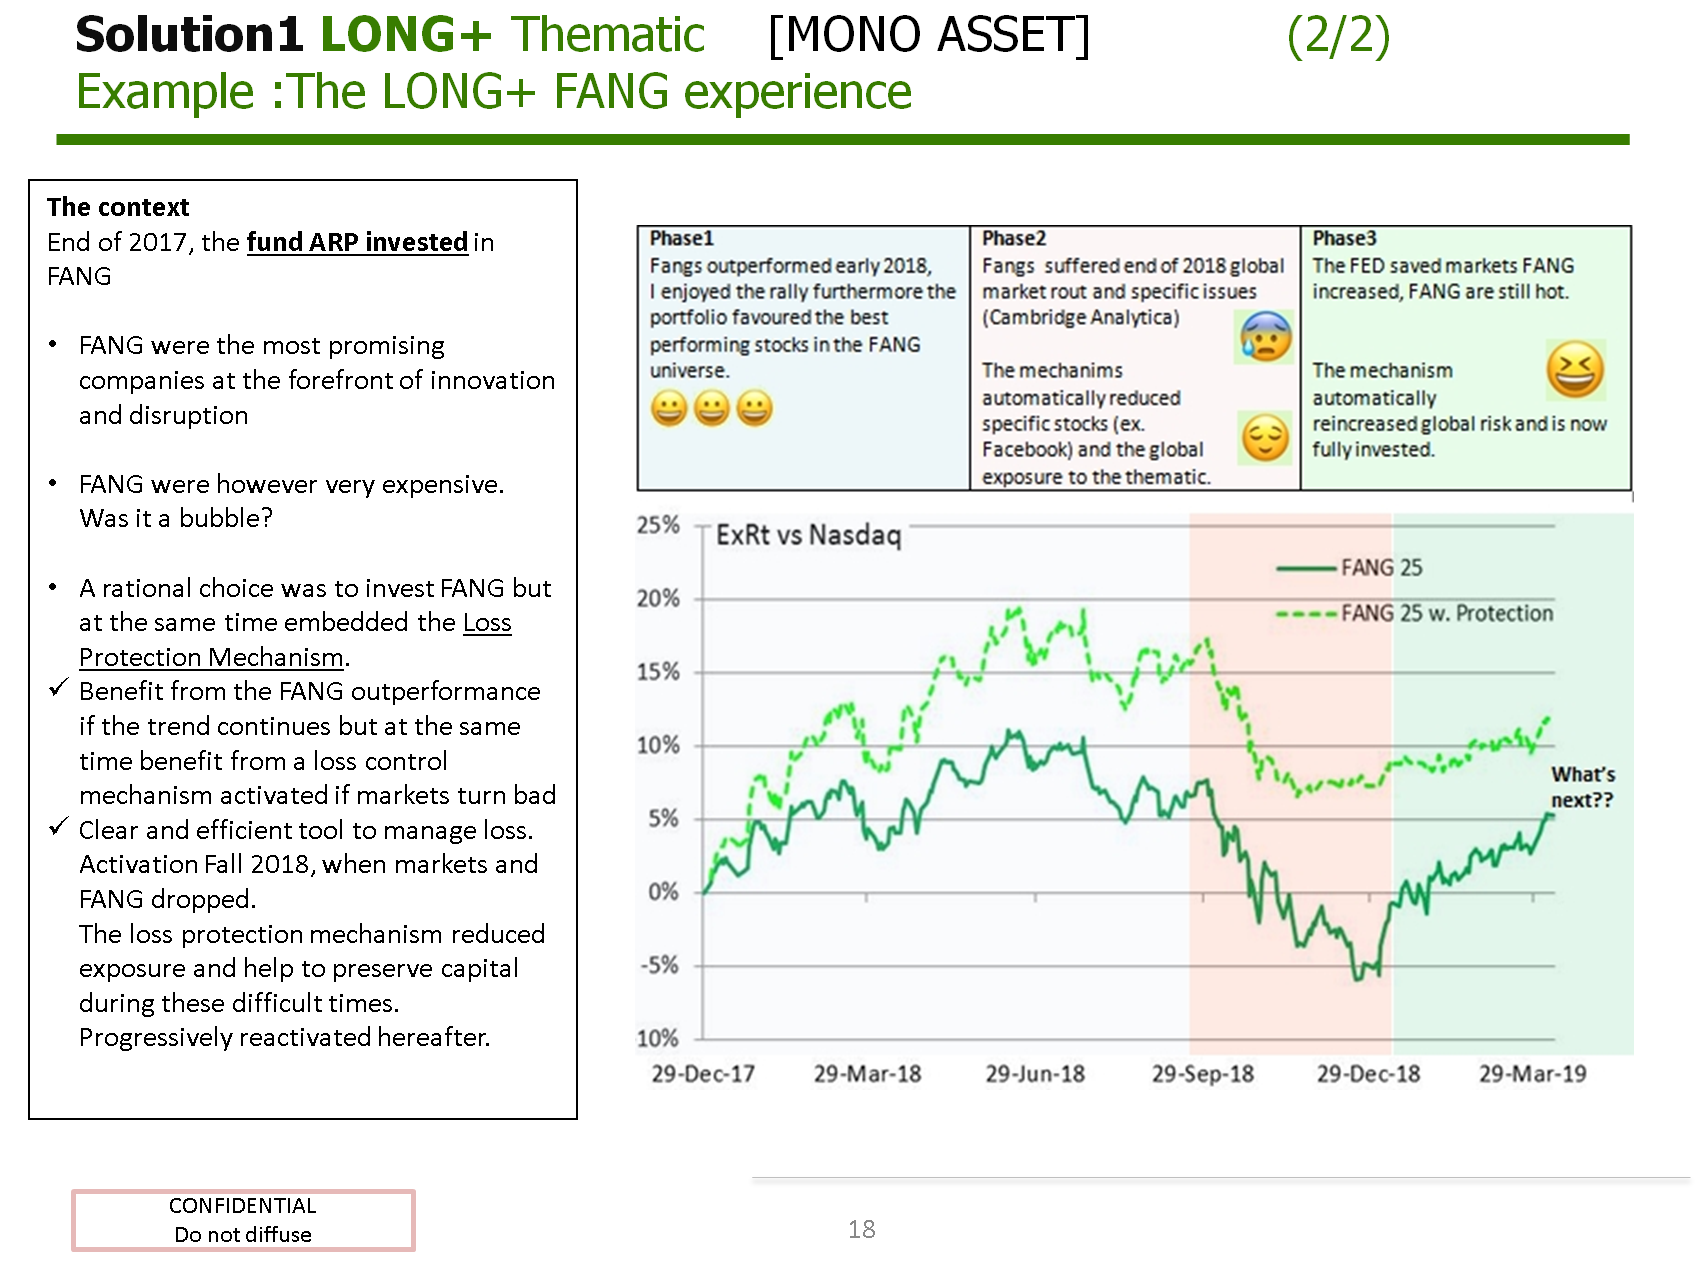 Solution1 LONG+ Thematic [MONO ASSET] (2/2)
Example :The LONG+ FANG experience
The context
End of 2017, the fund ARP invested in
FANG
• FANG were the most promising
companies at the forefront of innovation
and disruption
• FANG were however very expensive.
Was it a bubble?
• A rational choice was to invest FANG but
at the same time embedded the Loss
Protection Mechanism.
✓ Benefit from the FANG outperformance
if the trend continues but at the same
time benefit from a loss control
mechanism activated if markets turn bad
✓ Clear and efficient tool to manage loss.
Activation Fall 2018, when markets and
FANG dropped.
The loss protection mechanism reduced
exposure and help to preserve capital
during these difficult times.
Progressively reactivated hereafter.
Phase1
Fangs outperformed early 2018,
I enjoyed the rally furthermore the
portfolio favoured the best
performing stocks in the FANG
universe.
Phase2
Fangs suffered end of 2018 global
market rout and specific issues
(Cambridge Analytica)
The mechanims
automatically reduced
specific stocks (ex.
Facebook) and the global
exposure to the thematic.
Phase3
The FED saved markets FANG
increased, FANG are still hot.
The mechanism
automatically
reincreased global risk and is now
fully invested.
ExRt vs Nasdaq
FANG 25
FANG 25 w. Protection
25%
20%
15%
10%
5%
0%
-5%
10%
What's
next??
29-Dec-17 29-Mar-18 29-Jun-18 29-Sep-18 29-Dec-18 29-Mar-19
CONFIDENTIAL
Do not diffuse
18